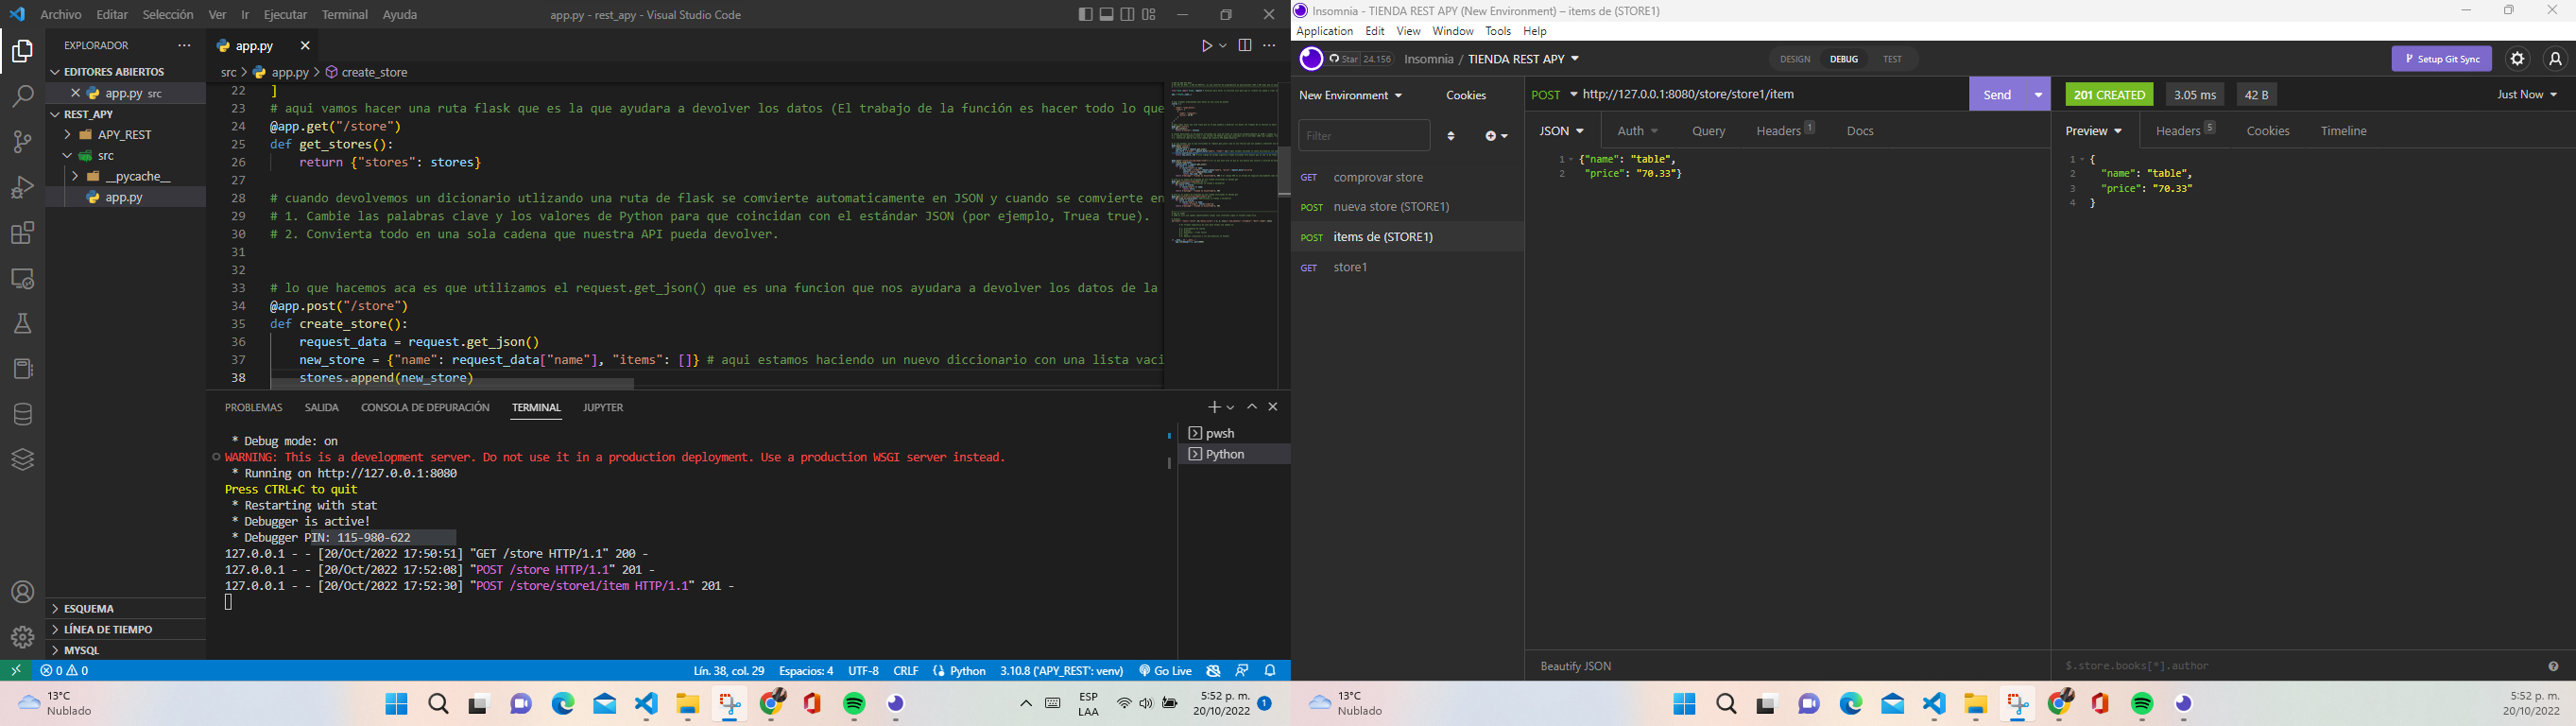 Archivo Editar Selección Ver Ir Ejecutar Terminal Ayuda
app.py - rest_apy - Visual Studio Code
EXPLORADOR
EDITORES ABIERTOS
app.py src
REST_APY
APY_REST
src
__pycache__
app.py
ESQUEMA
LÍNEA DE TIEMPO
MYSQL
app.py
src > app.py > create_store
22 ]
23 # aqui vamos hacer una ruta flask que es la que ayudara a devolver los datos (El trabajo de la función es hacer todo lo que
24 @app.get("/store")
25 def get_stores():
26 return {"stores": stores}
27
28 # cuando devolvemos un dicionario utlizando una ruta de flask se comvierte automaticamente en JSON y cuando se comvierte en
29 # 1. Cambie las palabras clave y los valores de Python para que coincidan con el estándar JSON (por ejemplo, Truea true).
30 # 2. Convierta todo en una sola cadena que nuestra API pueda devolver.
31
32
33 # lo que hacemos aca es que utilizamos el request.get_json() que es una funcion que nos ayudara a devolver los datos de la
34 @app.post("/store")
35 def create_store():
36 request_data = request.get_json()
37 new_store = {"name": request_data["name"], "items": []} # aqui estamos haciendo un nuevo diccionario con una lista vaci
38 stores.append(new_store)
PROBLEMAS SALIDA CONSOLA DE DEPURACIÓN TERMINAL JUPYTER
* Debug mode: on
WARNING: This is a development server. Do not use it in a production deployment. Use a production WSGI server instead.
* Running on http://127.0.0.1:8080
Press CTRL+C to quit
* Restarting with stat
* Debugger is active!
* Debugger PIN: 115-980-622
127.0.0.1 - - [20/Oct/2022 17:50:51] "GET /store HTTP/1.1" 200 -
127.0.0.1 - - [20/Oct/2022 17:52:08] "POST /store HTTP/1.1" 201 -
127.0.0.1 - - [20/Oct/2022 17:52:30] "POST /store/store1/item HTTP/1.1" 201 -
pwsh
Python
0 0
Lín. 38, col. 29 Espacios: 4 UTF-8 CRLF Python 3.10.8 ('APY_REST': venv) Go Live
13°C
Nublado
ESP
LAA
5:52 p. m.
20/10/2022
1
Insomnia - TIENDA REST APY (New Environment) – items de (STORE1)
Application Edit View Window Tools Help
Star 24.156
Insomnia / TIENDA REST APY
DESIGN DEBUG TEST
Setup Git Sync
New Environment
Cookies
Filter
GET comprovar store
POST nueva store (STORE1)
POST items de (STORE1)
GET store1
POST http://127.0.0.1:8080/store/store1/item
Send
JSON Auth Query Headers 1 Docs
1 {"name": "table",
2 "price": "70.33"}
Beautify JSON
201 CREATED 3.05 ms 42 B
Just Now
Preview Headers 5 Cookies Timeline
1 {
2 "name": "table",
3 "price": "70.33"
4 }
$.store.books[*].author
13°C
Nublado
5:52 p. m.
20/10/2022